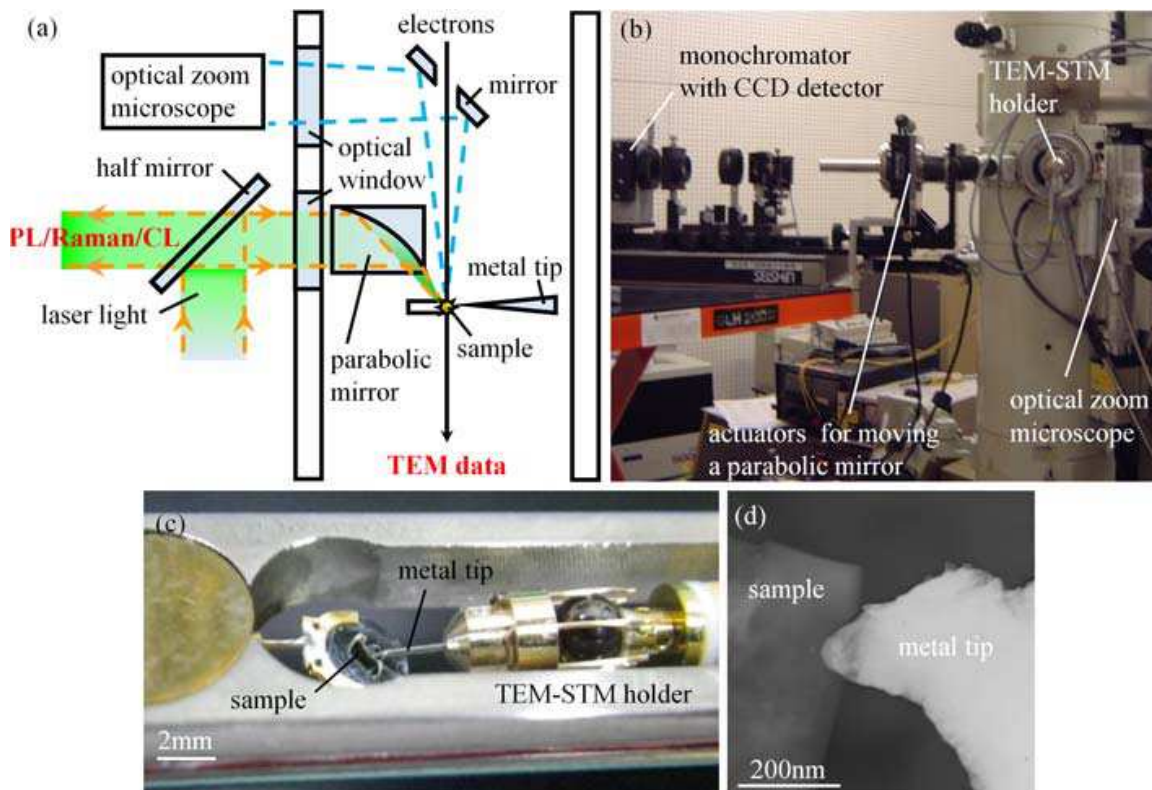 (a)
electrons
optical zoom
microscope
mirror
half mirror
optical
window
PL/Raman/CL
metal tip
laser light
sample
parabolic
mirror
TEM data
(b)
monochromator
with CCD detector
TEM-STM
holder
SEISHIN
optical zoom
microscope
actuators for moving
a parabolic mirror
(c)
metal tip
sample
TEM-STM holder
2mm
(d)
sample
metal tip
200nm